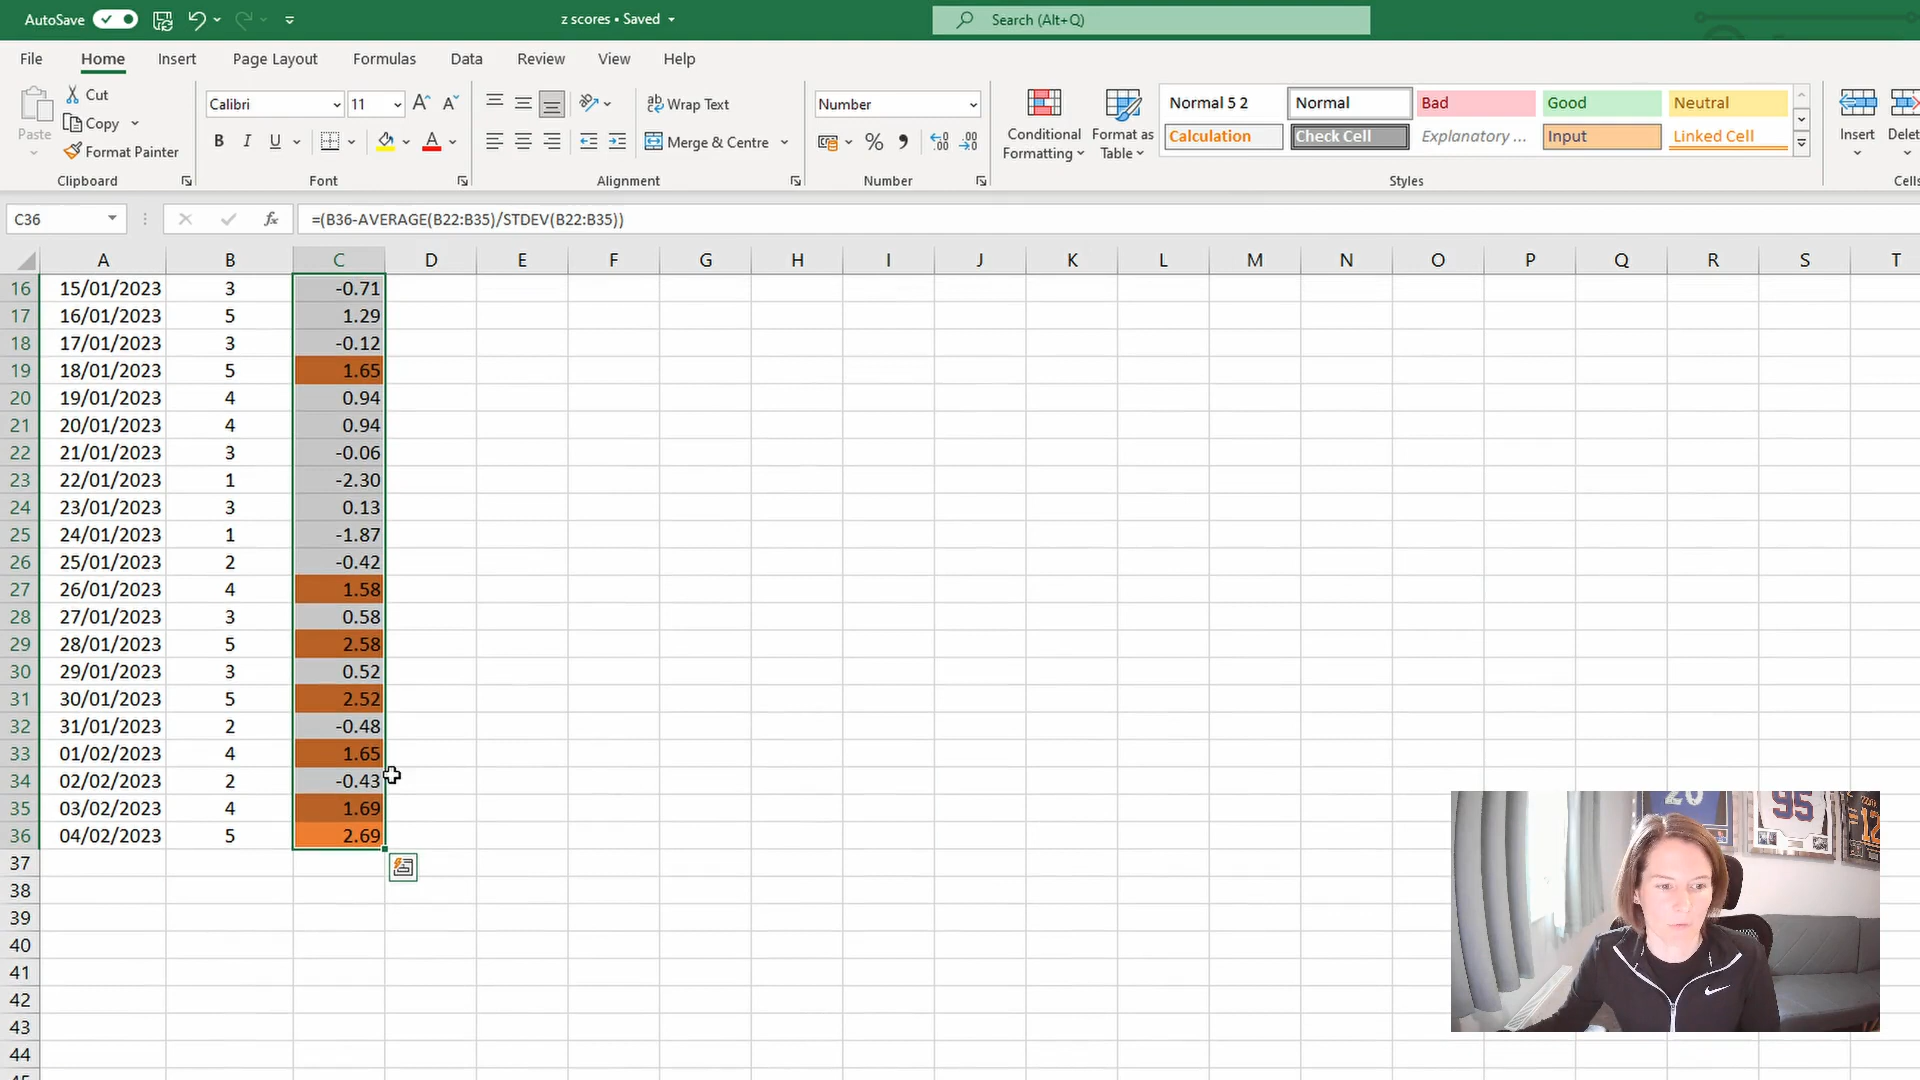 AutoSave
z scores • Saved
Search (Alt+Q)
File Home Insert Page Layout Formulas Data Review View Help
Paste
Cut
Copy
Format Painter
Clipboard
Calibri 11
B I U
Font
Wrap Text
Merge & Centre
Alignment
Number
Number
Conditional Formatting
Format as Table
Normal 5 2 Normal Bad Good Neutral
Calculation Check Cell Explanatory ... Input Linked Cell
Styles
Insert
Delet
Cells
C36 fx =(B36-AVERAGE(B22:B35)/STDEV(B22:B35))
A B C D E F G H I J K L M N O P Q R S T
16 15/01/2023 3 -0.71
17 16/01/2023 5 1.29
18 17/01/2023 3 -0.12
19 18/01/2023 5 1.65
20 19/01/2023 4 0.94
21 20/01/2023 4 0.94
22 21/01/2023 3 -0.06
23 22/01/2023 1 -2.30
24 23/01/2023 3 0.13
25 24/01/2023 1 -1.87
26 25/01/2023 2 -0.42
27 26/01/2023 4 1.58
28 27/01/2023 3 0.58
29 28/01/2023 5 2.58
30 29/01/2023 3 0.52
31 30/01/2023 5 2.52
32 31/01/2023 2 -0.48
33 01/02/2023 4 1.65
34 02/02/2023 2 -0.43
35 03/02/2023 4 1.69
36 04/02/2023 5 2.69
37
38
39
40
41
42
43
44
20
95
12